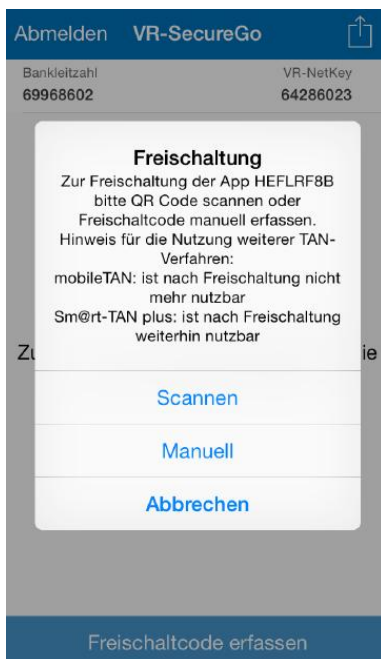 Abmelden VR-SecureGo
Bankleitzahl VR-NetKey
69968602 64286023
Freischaltung
Zur Freischaltung der App HEFLRF8B
bitte QR Code scannen oder
Freischaltcode manuell erfassen.
Hinweis für die Nutzung weiterer TAN-
Verfahren:
mobileTAN: ist nach Freischaltung nicht
mehr nutzbar
Sm@rt-TAN plus: ist nach Freischaltung
weiterhin nutzbar
Scannen
Manuell
Abbrechen
Freischaltcode erfassen